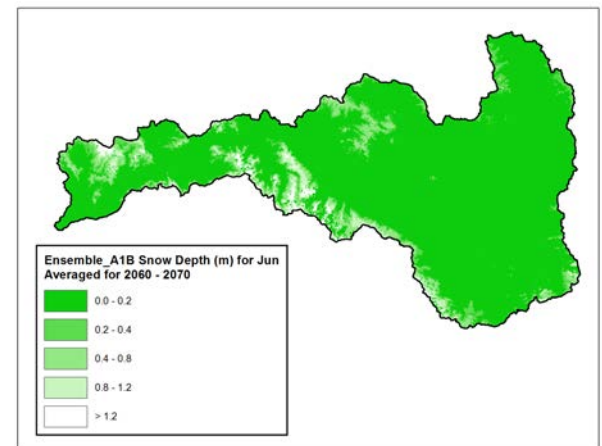 Ensemble_A1B Snow Depth (m) for Jun
Averaged for 2060 - 2070
0.0 - 0.2
0.2 - 0.4
0.4 - 0.8
0.8 - 1.2
> 1.2